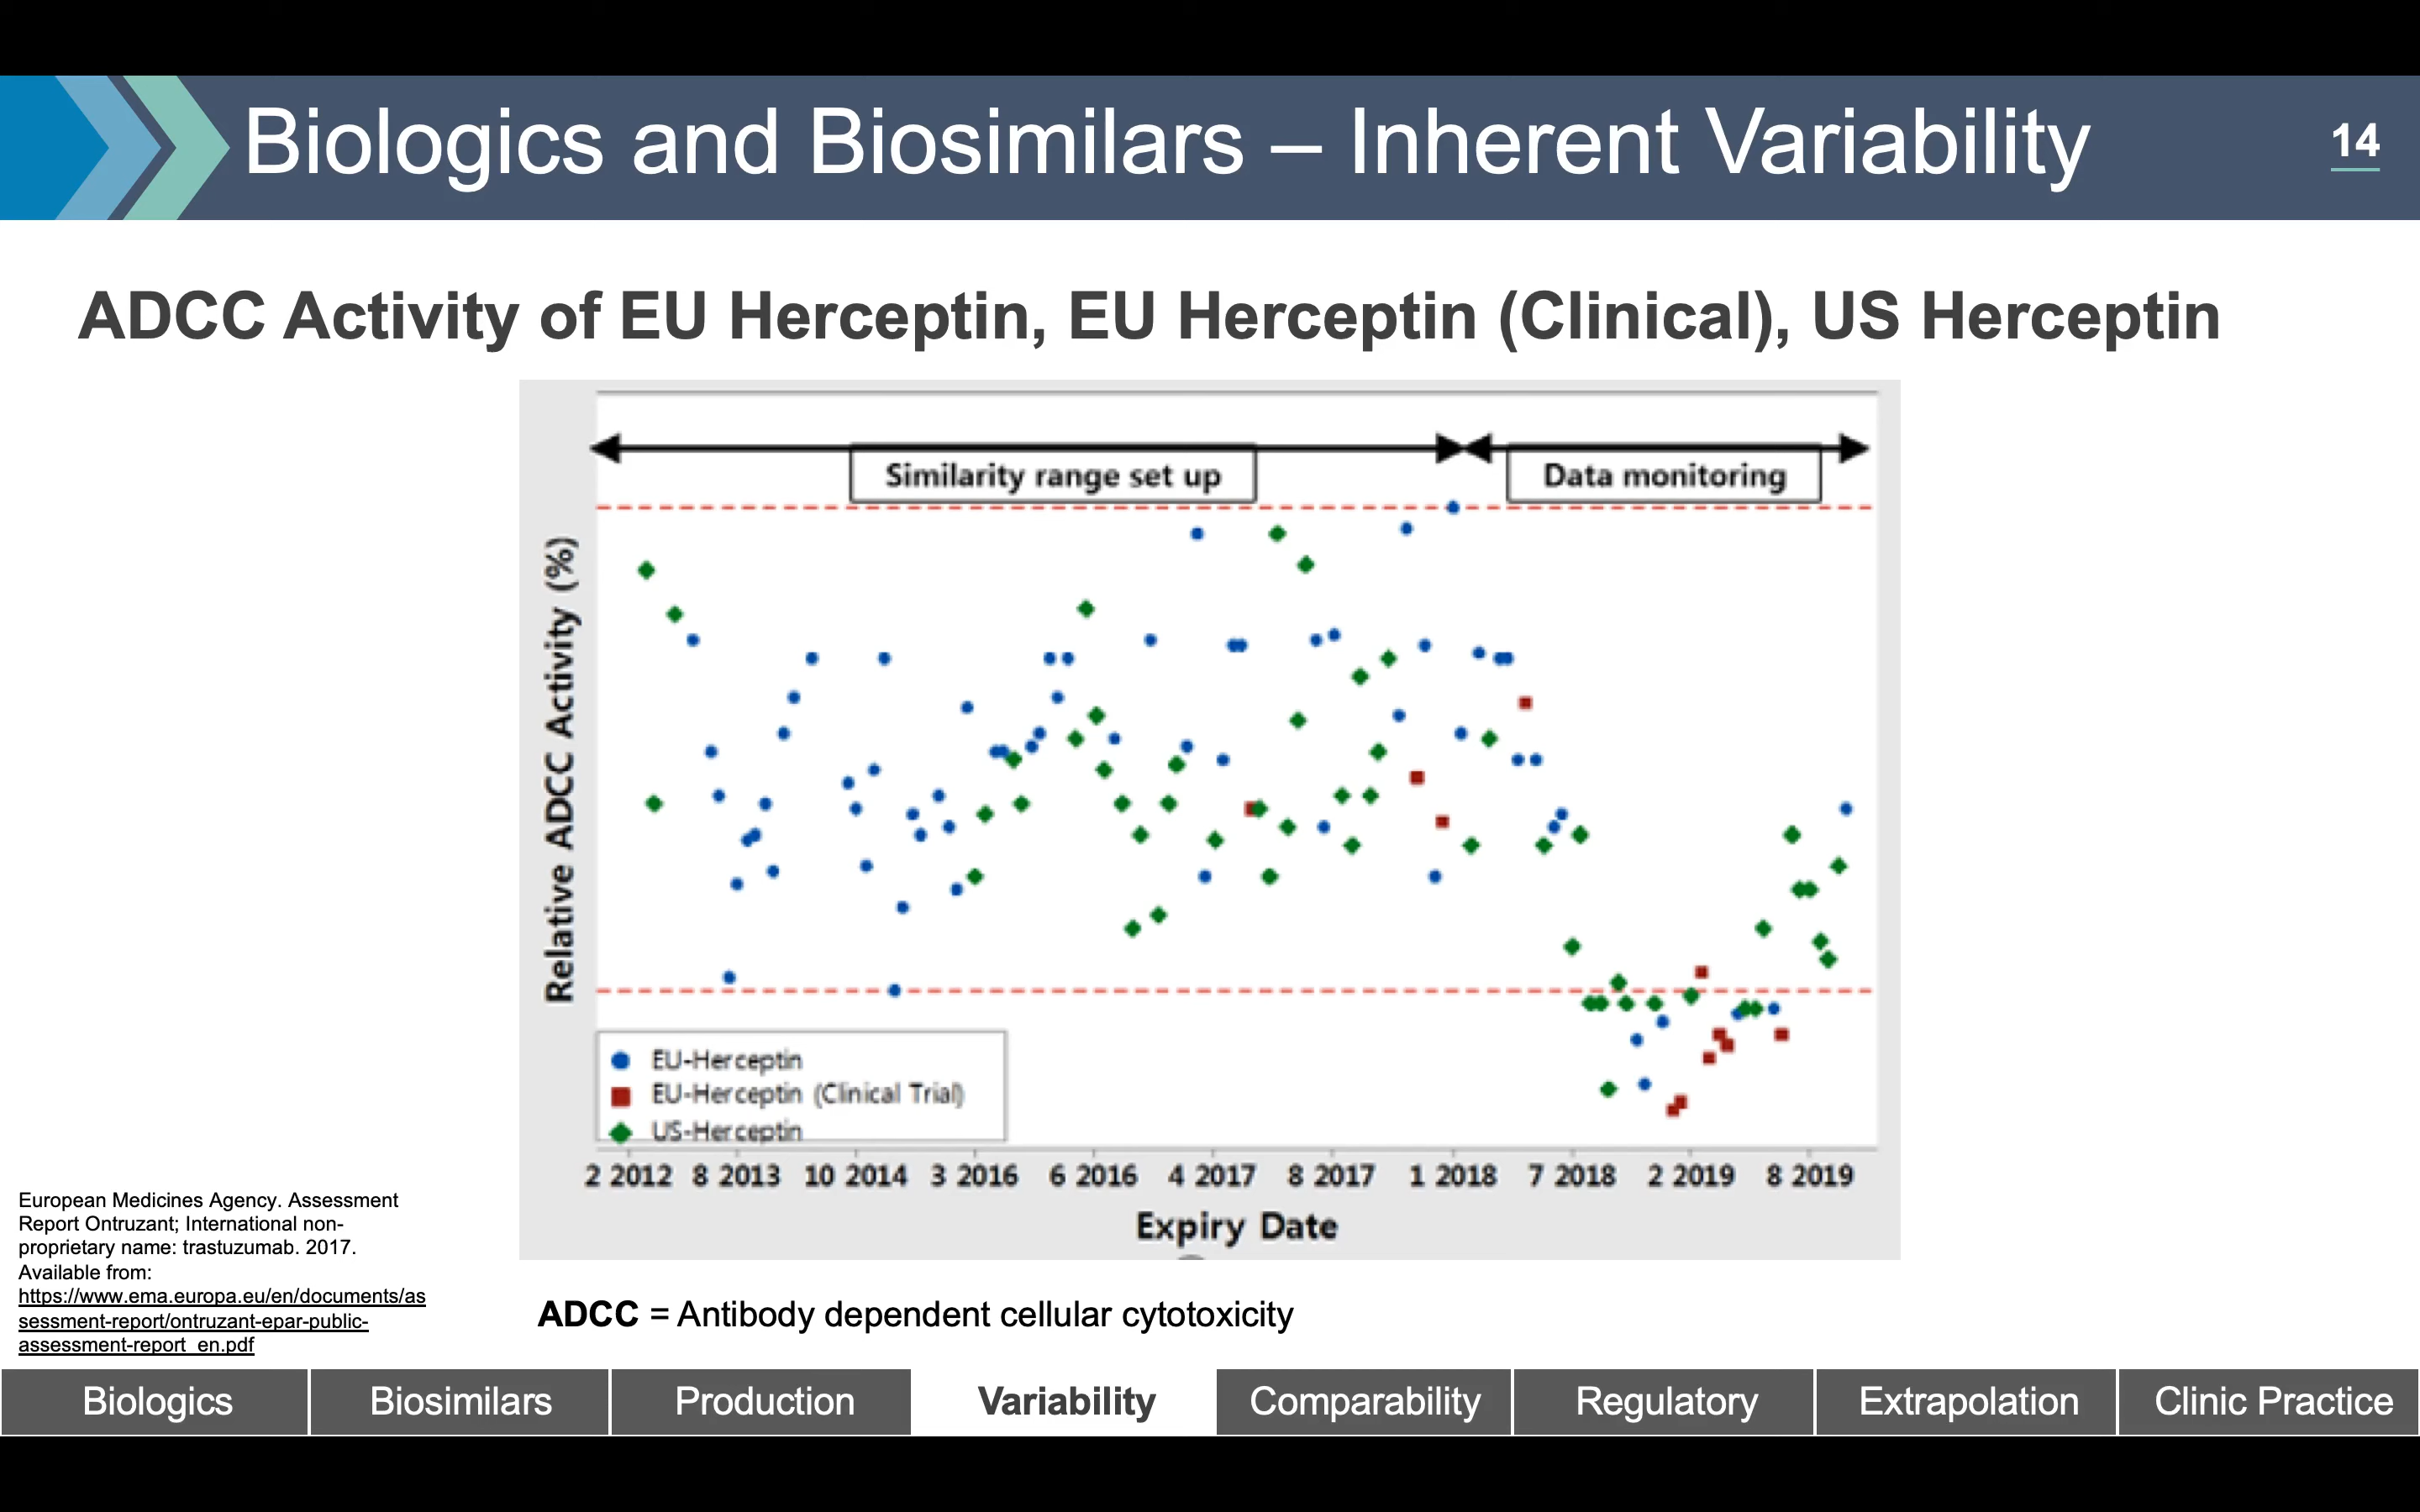 Biologics and Biosimilars – Inherent Variability
14
ADCC Activity of EU Herceptin, EU Herceptin (Clinical), US Herceptin
Similarity range set up
Data monitoring
Relative ADCC Activity (%)
EU-Herceptin
EU-Herceptin (Clinical Trial)
US-Herceptin
2 2012 8 2013 10 2014 3 2016 6 2016 4 2017 8 2017 1 2018 7 2018 2 2019 8 2019
Expiry Date
European Medicines Agency. Assessment
Report Ontruzant; International non-
proprietary name: trastuzumab. 2017.
Available from:
https://www.ema.europa.eu/en/documents/as
sessment-report/ontruzant-epar-public-
assessment-report_en.pdf
ADCC = Antibody dependent cellular cytotoxicity
Biologics Biosimilars Production Variability Comparability Regulatory Extrapolation Clinic Practice